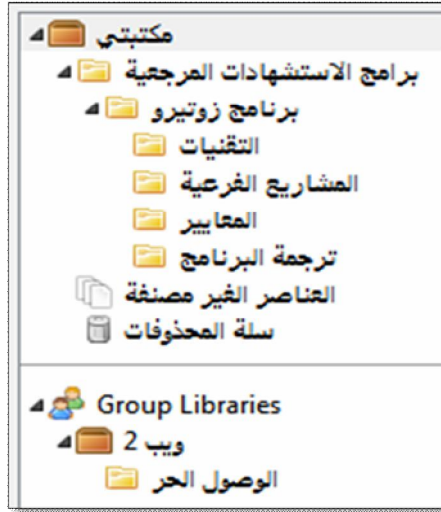 مكتبتي
برامج الاستشهادات المرجعية
برنامج زوتيرو
التقنيات
المشاريع الفرعية
المعايير
ترجمة البرنامج
العناصر الغير مصنفة
سلة المحذوفات
Group Libraries
ويب 2
الوصول الحر